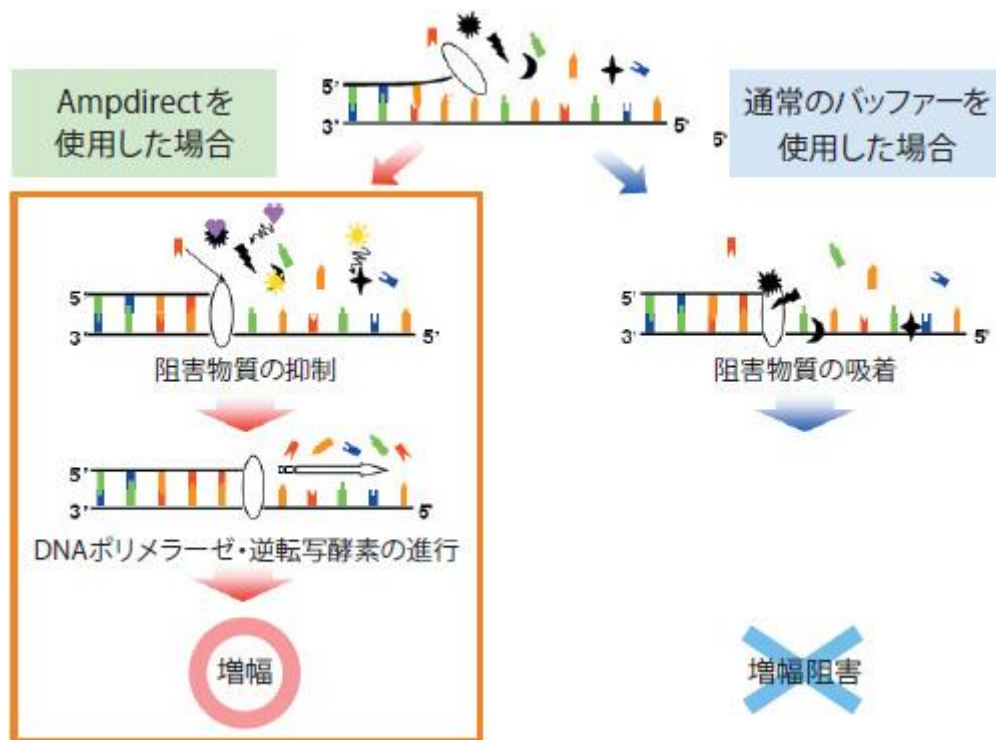 Ampdirectを
使用した場合
通常のバッファーを
使用した場合
5'
3'
5'
5'
5'
3'
5'
阻害物質の抑制
5'
3'
5'
阻害物質の吸着
5'
3'
5'
DNAポリメラーゼ・逆転写酵素の進行
増幅
増幅阻害